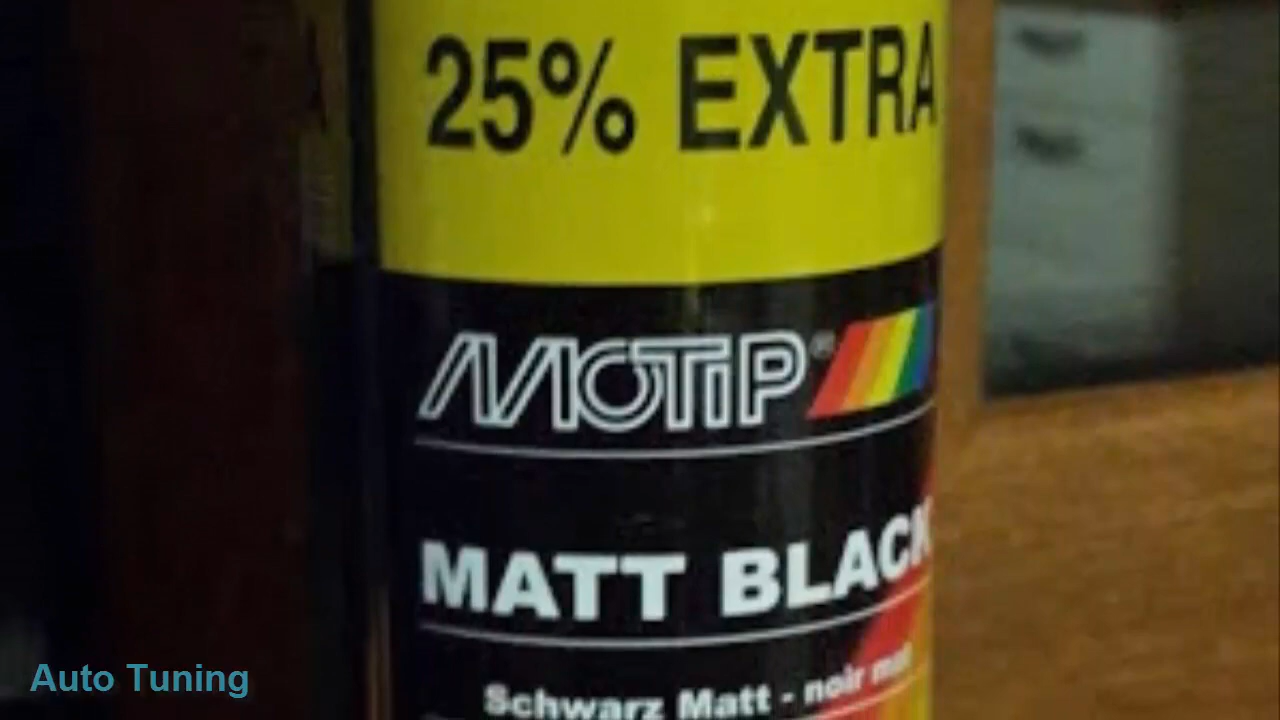 25% EXTRA
MOTIP®
MATT BLACK
Schwarz Matt - noir mat
Auto Tuning